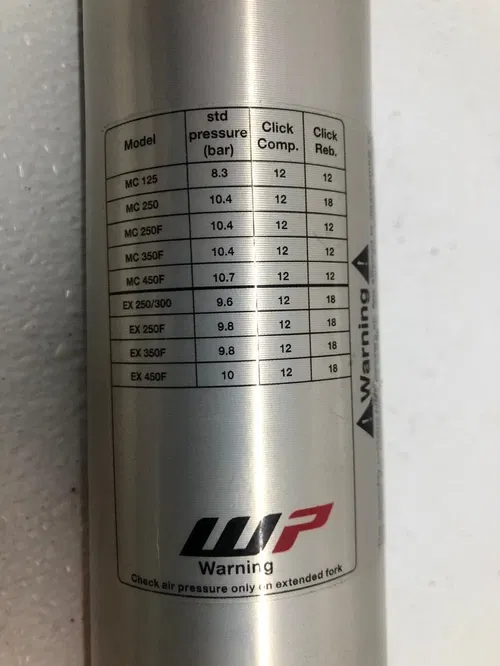 Model std pressure (bar) Click Comp. Click Reb.
MC 125 8.3 12 12
MC 250 10.4 12 18
MC 250F 10.4 12 12
MC 350F 10.4 12 12
MC 450F 10.7 12 12
EX 250/300 9.6 12 18
EX 250F 9.8 12 18
EX 350F 9.8 12 18
EX 450F 10 12 18
WP
Warning
Check air pressure only on extended fork
Warning